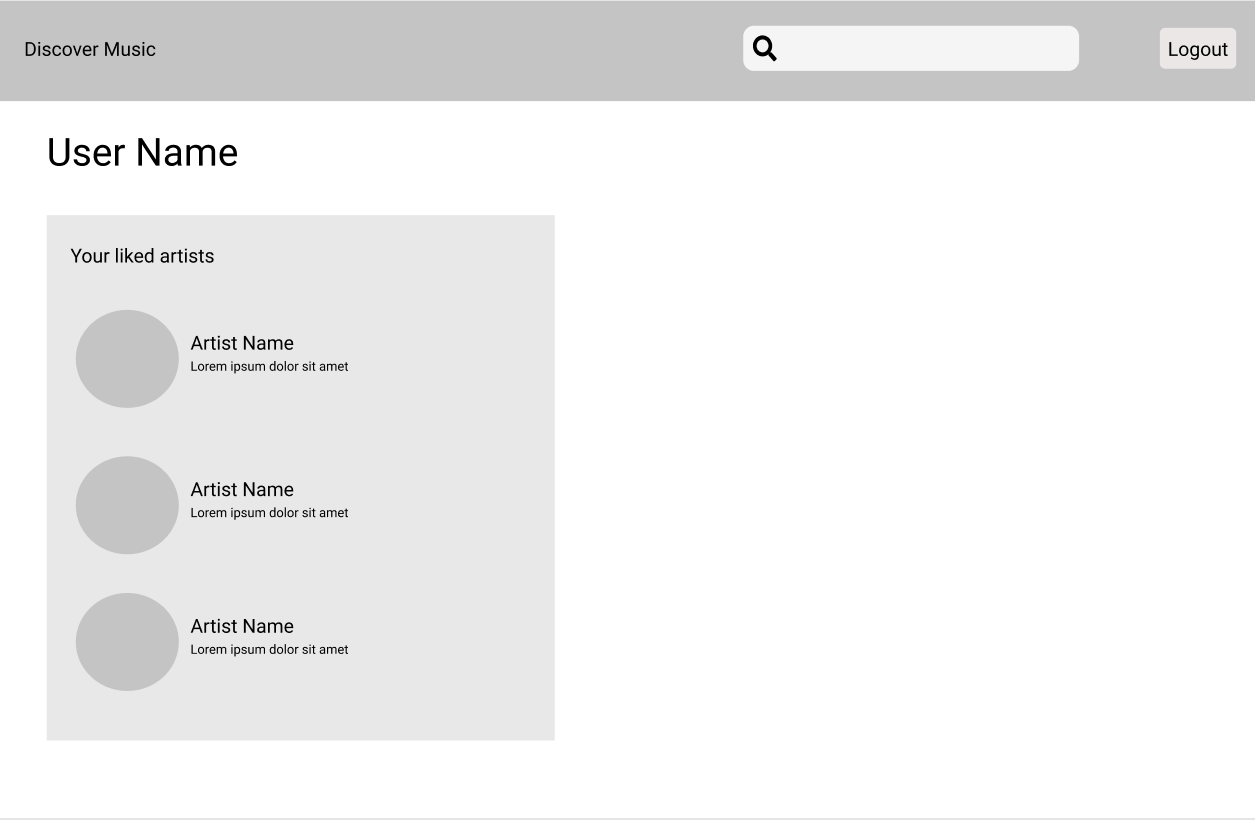 Discover Music
Logout
User Name
Your liked artists
Artist Name
Lorem ipsum dolor sit amet
Artist Name
Lorem ipsum dolor sit amet
Artist Name
Lorem ipsum dolor sit amet